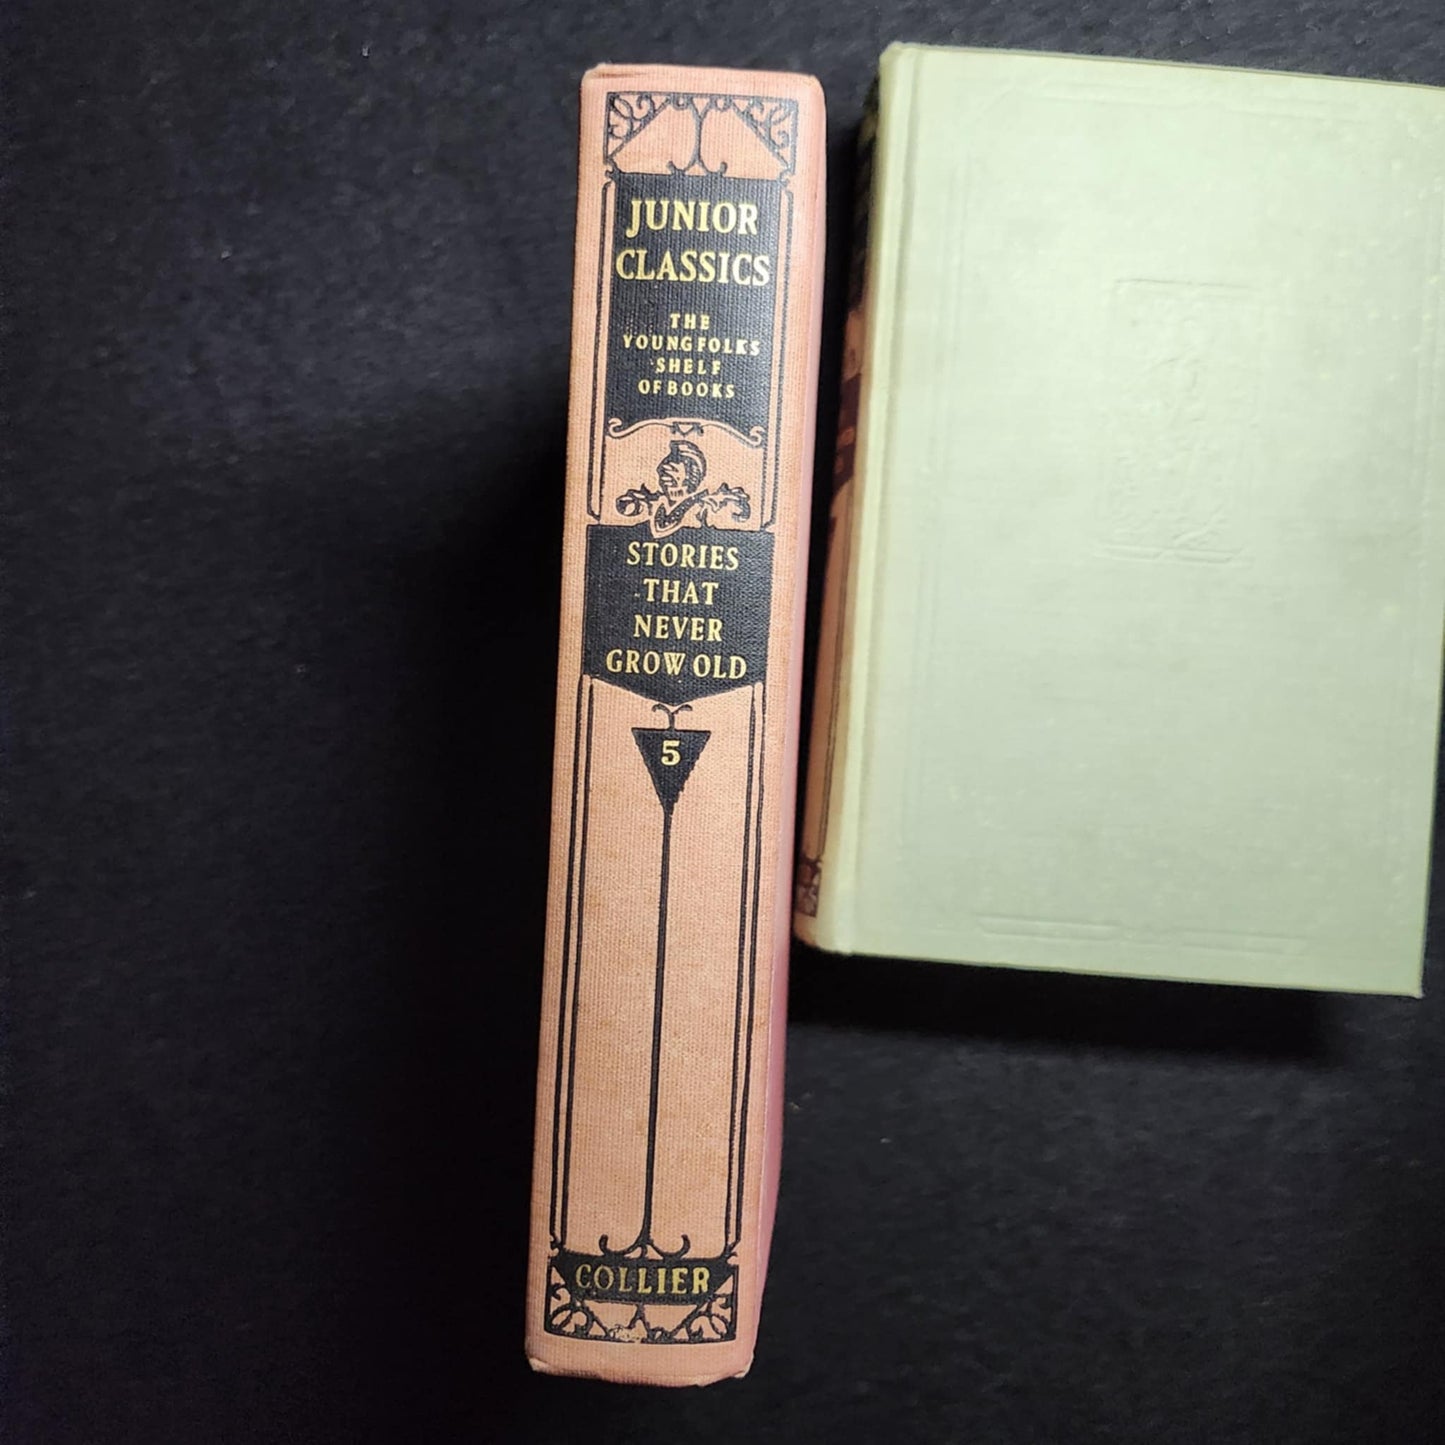 JUNIOR
CLASSICS
THE
YOUNG FOLKS
SHELF
OF BOOKS
STORIES
THAT
NEVER
GROW OLD
5
COLLIER